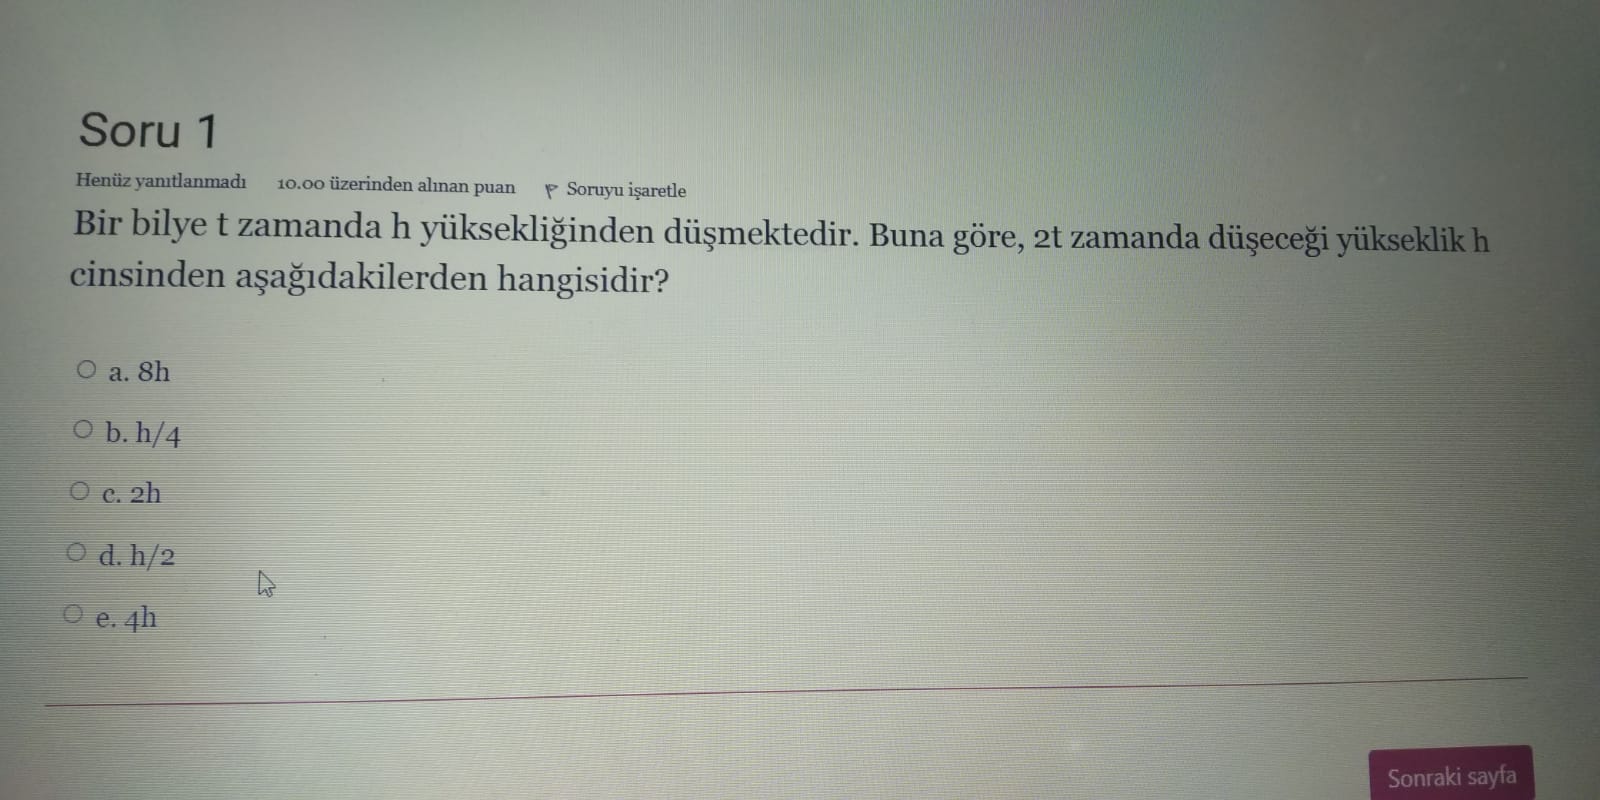 Soru 1
Henüz yanıtlanmadı 10.00 üzerinden alınan puan Soruyu işaretle
Bir bilye t zamanda h yüksekliğinden düşmektedir. Buna göre, 2t zamanda düşeceği yükseklik h
cinsinden aşağıdakilerden hangisidir?
a. 8h
b. h/4
c. 2h
d. h/2
e. 4h
Sonraki sayfa